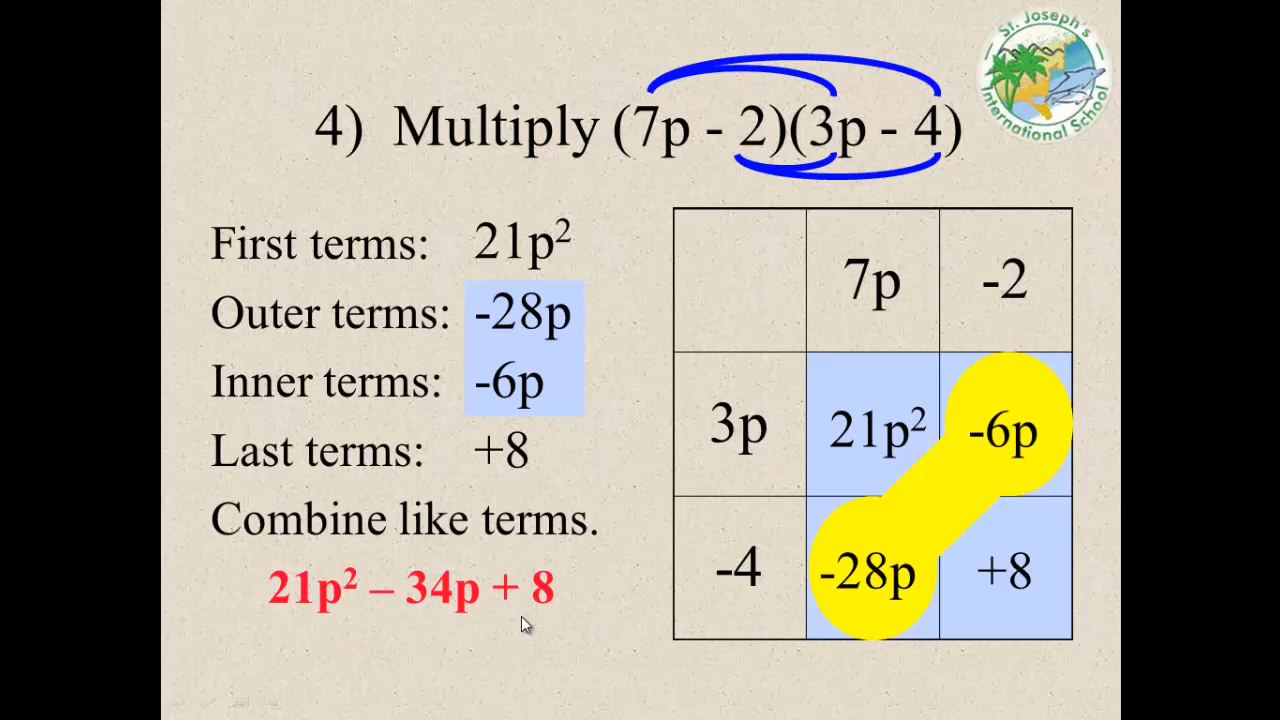 St. Joseph's
International School
4) Multiply (7p - 2)(3p - 4)
First terms: 21p²
Outer terms: -28p
Inner terms: -6p
Last terms: +8
Combine like terms.
21p² – 34p + 8
7p -2
3p 21p² -6p
-4 -28p +8